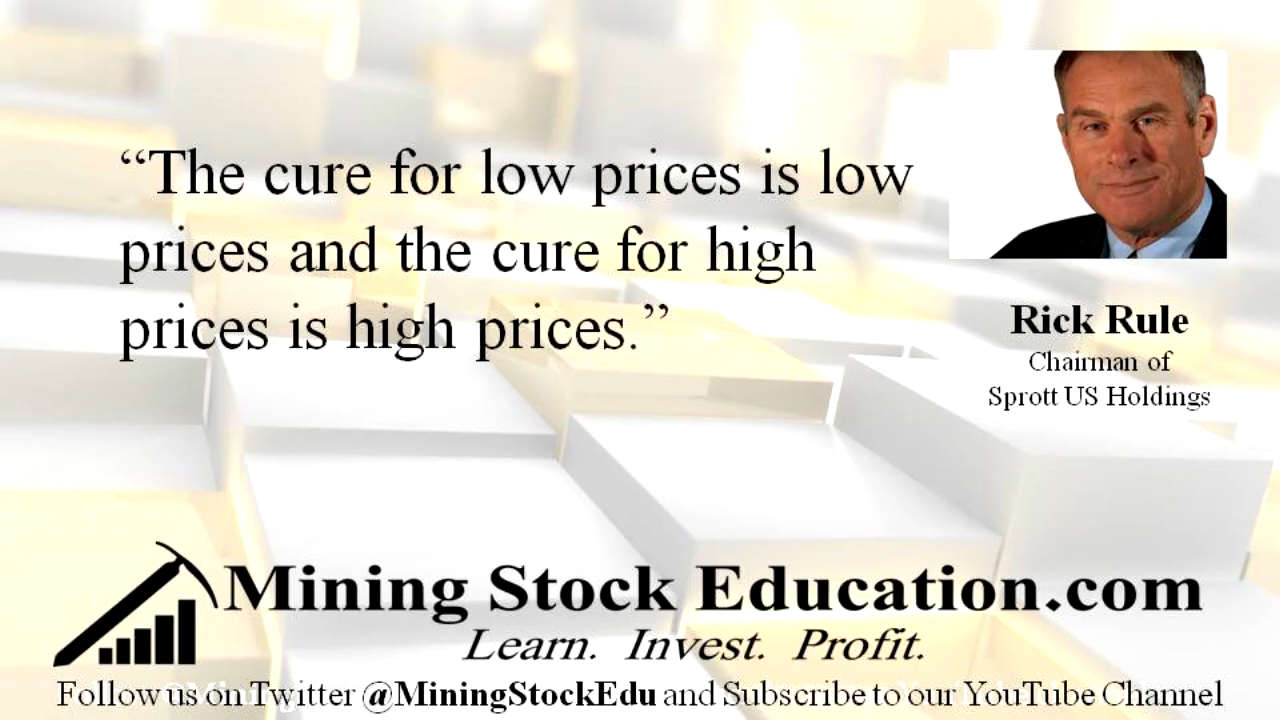 “The cure for low prices is low
prices and the cure for high
prices is high prices.”
Rick Rule
Chairman of
Sprott US Holdings
Mining Stock Education.com
Learn. Invest. Profit.
Follow us on Twitter @MiningStockEdu and Subscribe to our YouTube Channel